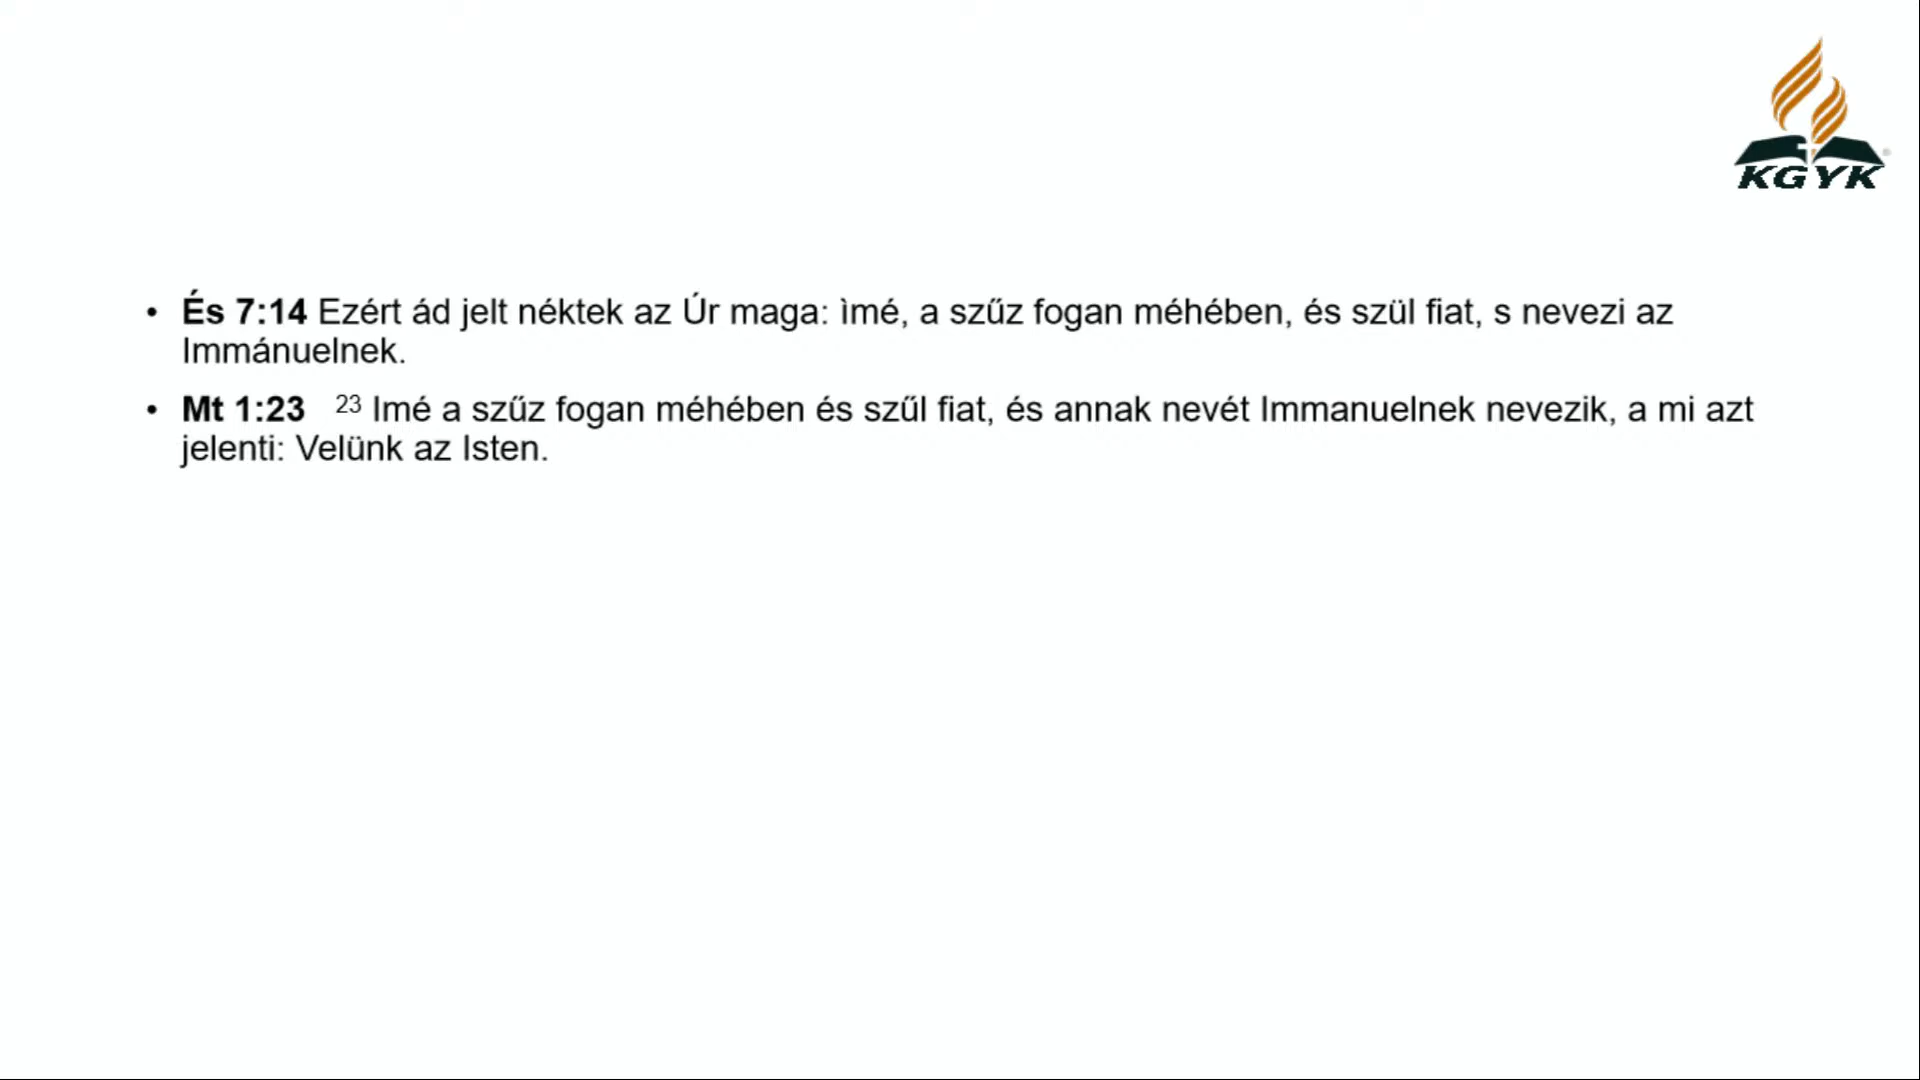 KGYK
• És 7:14 Ezért ád jelt néktek az Úr maga: ìmé, a szűz fogan méhében, és szül fiat, s nevezi az
Immánuelnek.
• Mt 1:23 23 Imé a szűz fogan méhében és szűl fiat, és annak nevét Immanuelnek nevezik, a mi azt
jelenti: Velünk az Isten.